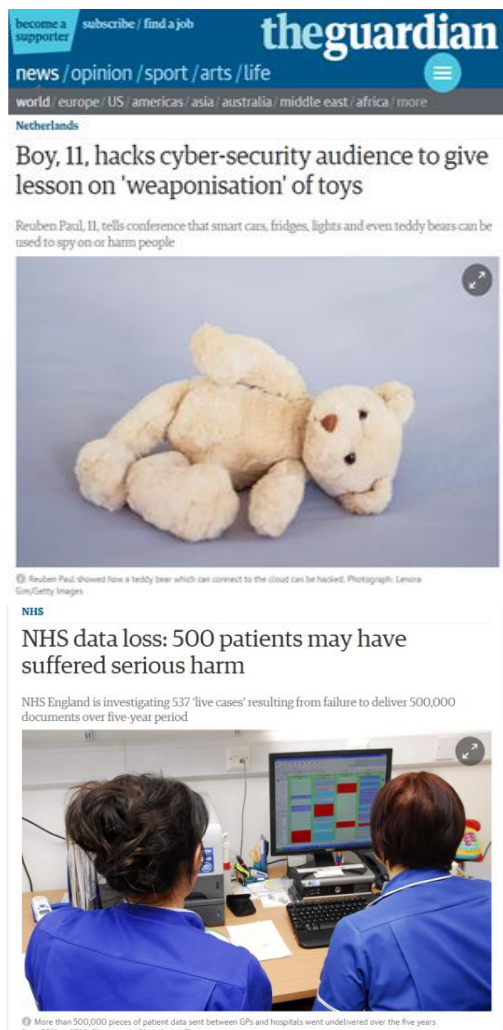 become a
supporter
subscribe / find a job
theguardian
news / opinion / sport / arts / life
world / europe / US / americas / asia / australia / middle east / africa / more
Netherlands
Boy, 11, hacks cyber-security audience to give
lesson on 'weaponisation' of toys
Reuben Paul, 11, tells conference that smart cars, fridges, lights and even teddy bears can be
used to spy on or harm people
Reuben Paul showed how a teddy bear which can connect to the cloud can be hacked. Photograph: Lenora
Gim/Getty Images
NHS
NHS data loss: 500 patients may have
suffered serious harm
NHS England is investigating 537 'live cases' resulting from failure to deliver 500,000
documents over five-year period
More than 500,000 pieces of patient data sent between GPs and hospitals went undelivered over the five years